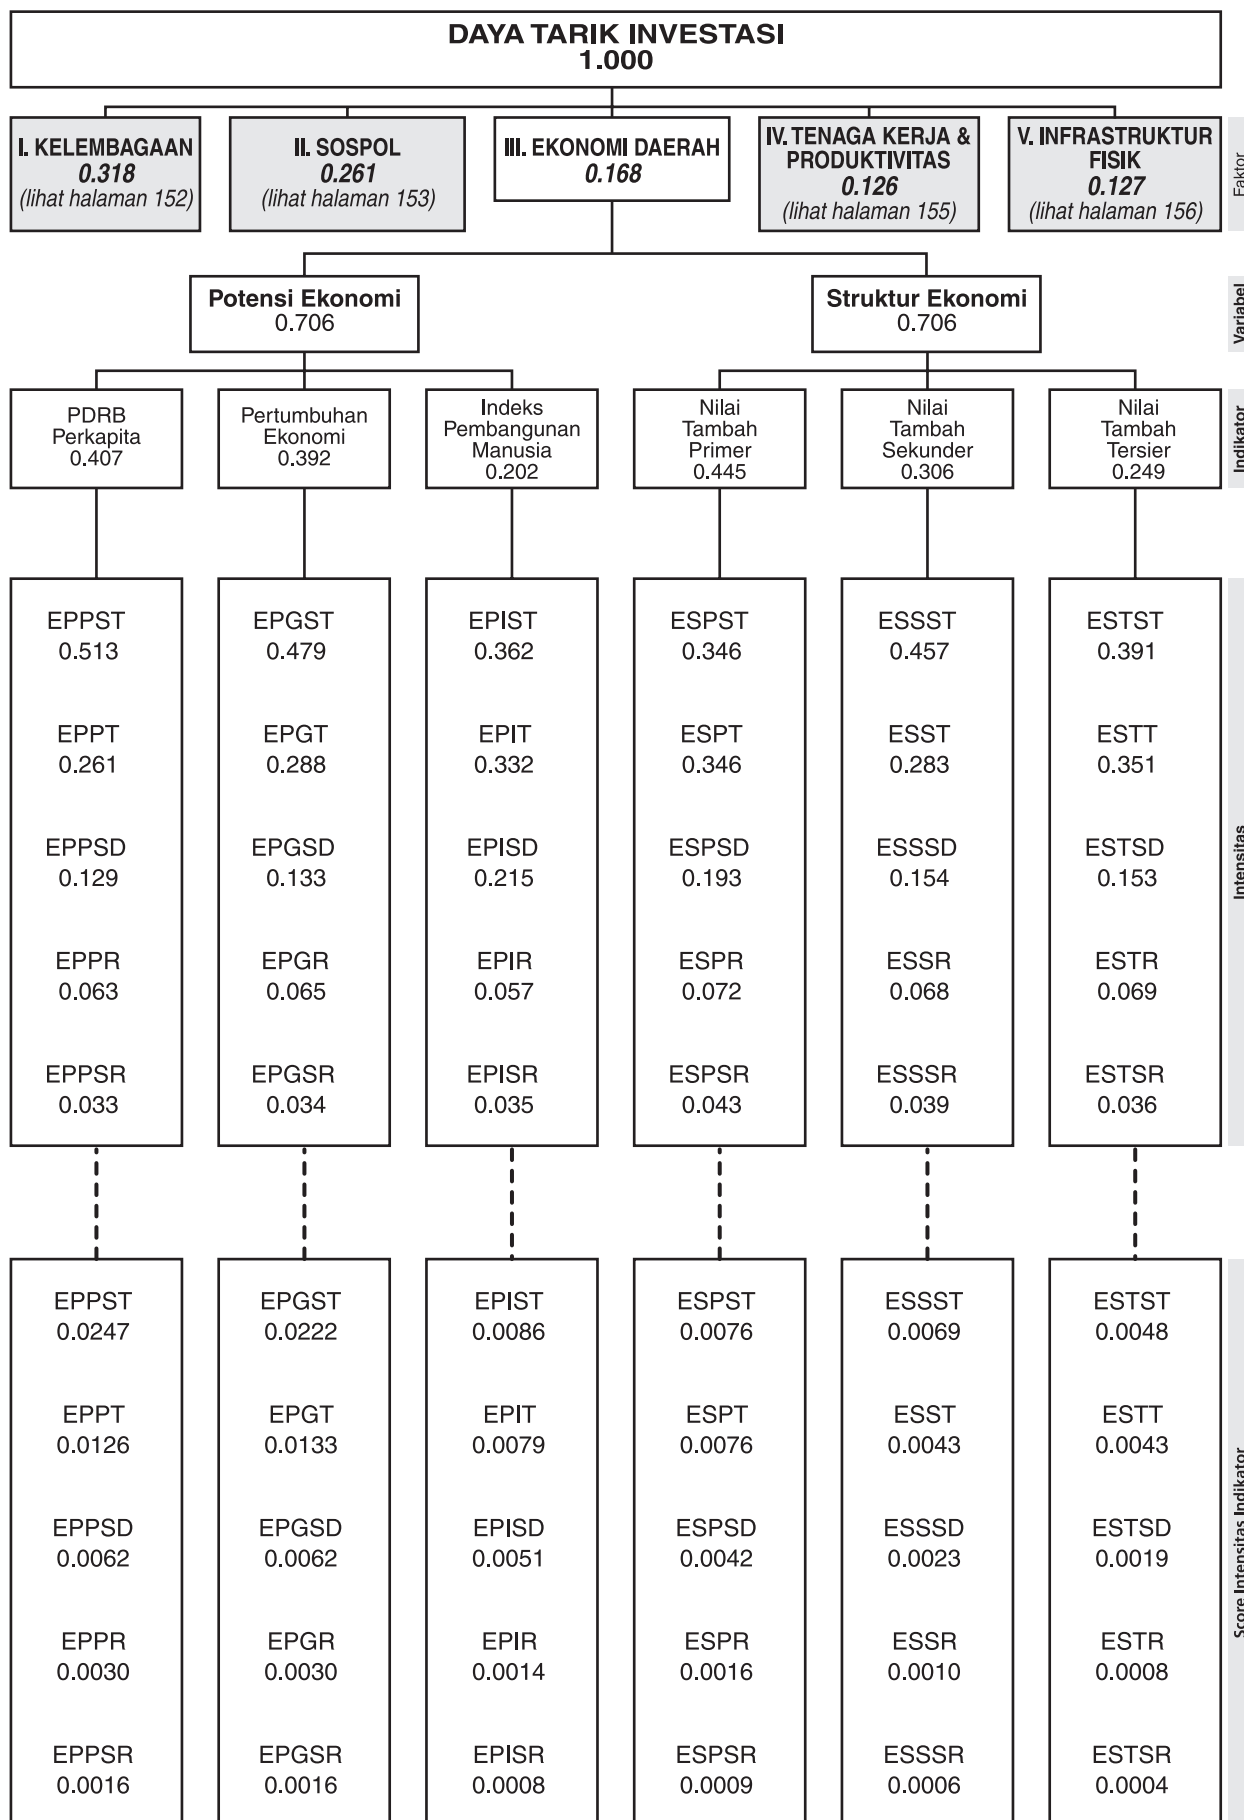 DAYA TARIK INVESTASI
1.000
I. KELEMBAGAAN
0.318
(lihat halaman 152)
II. SOSPOL
0.261
(lihat halaman 153)
III. EKONOMI DAERAH
0.168
IV. TENAGA KERJA &
PRODUKTIVITAS
0.126
(lihat halaman 155)
V. INFRASTRUKTUR
FISIK
0.127
(lihat halaman 156)
Faktor
Potensi Ekonomi
0.706
Struktur Ekonomi
0.706
Variabel
PDRB
Perkapita
0.407
Pertumbuhan
Ekonomi
0.392
Indeks
Pembangunan
Manusia
0.202
Nilai
Tambah
Primer
0.445
Nilai
Tambah
Sekunder
0.306
Nilai
Tambah
Tersier
0.249
Indikator
EPPST
0.513
EPPT
0.261
EPPSD
0.129
EPPR
0.063
EPPSR
0.033
EPGST
0.479
EPGT
0.288
EPGSD
0.133
EPGR
0.065
EPGSR
0.034
EPIST
0.362
EPIT
0.332
EPISD
0.215
EPIR
0.057
EPISR
0.035
ESPST
0.346
ESPT
0.346
ESPSD
0.193
ESPR
0.072
ESPSR
0.043
ESSST
0.457
ESST
0.283
ESSSD
0.154
ESSR
0.068
ESSSR
0.039
ESTST
0.391
ESTT
0.351
ESTSD
0.153
ESTR
0.069
ESTSR
0.036
Intensitas
EPPST
0.0247
EPPT
0.0126
EPPSD
0.0062
EPPR
0.0030
EPPSR
0.0016
EPGST
0.0222
EPGT
0.0133
EPGSD
0.0062
EPGR
0.0030
EPGSR
0.0016
EPIST
0.0086
EPIT
0.0079
EPISD
0.0051
EPIR
0.0014
EPISR
0.0008
ESPST
0.0076
ESPT
0.0076
ESPSD
0.0042
ESPR
0.0016
ESPSR
0.0009
ESSST
0.0069
ESST
0.0043
ESSSD
0.0023
ESSR
0.0010
ESSSR
0.0006
ESTST
0.0048
ESTT
0.0043
ESTSD
0.0019
ESTR
0.0008
ESTSR
0.0004
Score Intensitas Indikator